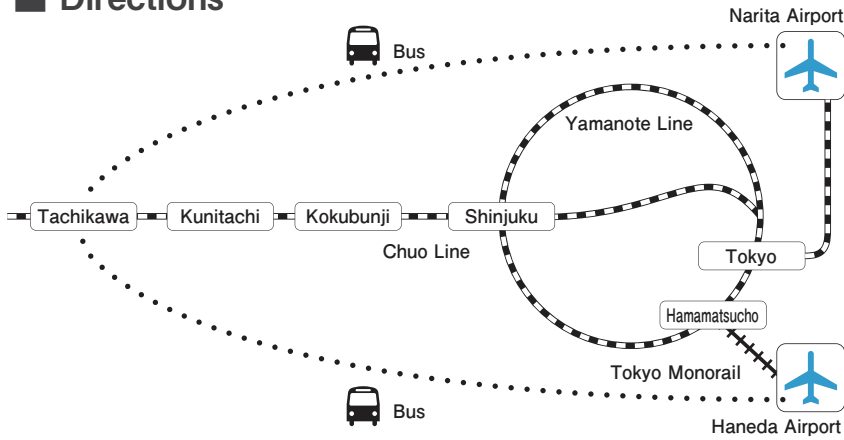 Directions
Narita Airport
Bus
Yamanote Line
Tachikawa
Kunitachi
Kokubunji
Shinjuku
Chuo Line
Tokyo
Hamamatsucho
Tokyo Monorail
Bus
Haneda Airport